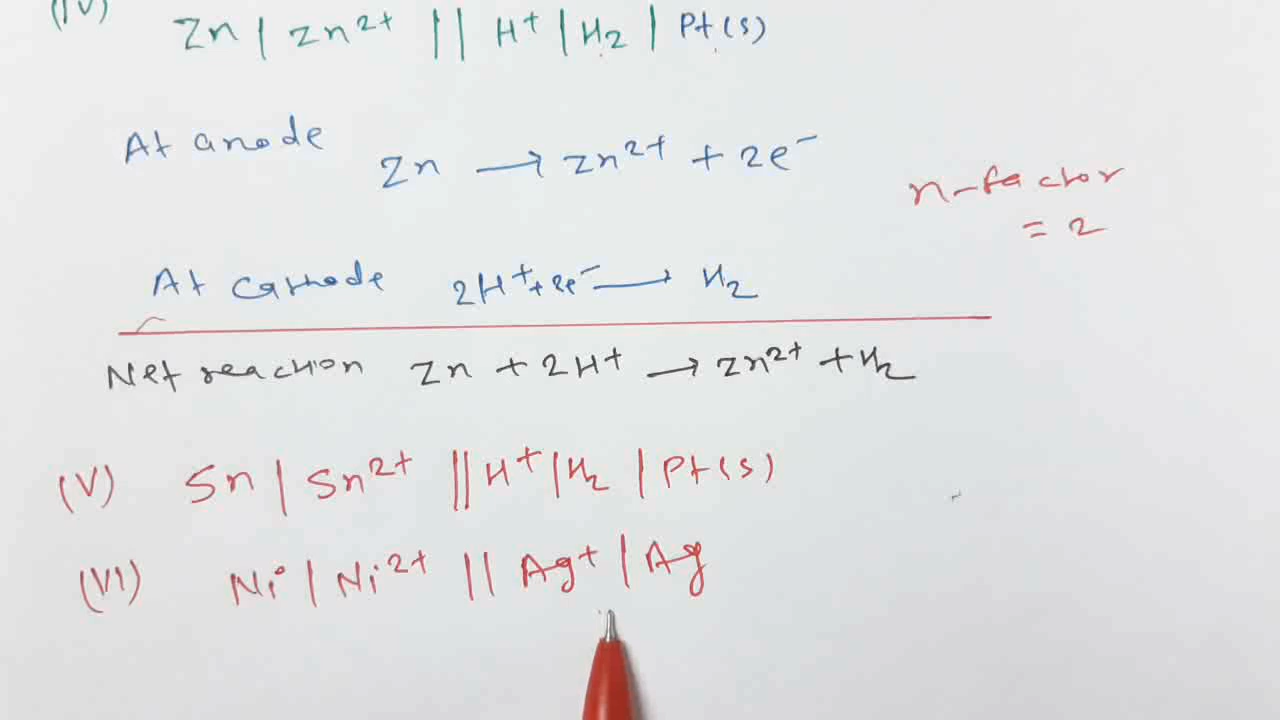 (iv) Zn | Zn²⁺ || H⁺ | H₂ | Pt(s)
At anode Zn → Zn²⁺ + 2e⁻
n-factor
= 2
At cathode 2H⁺ + 2e⁻ → H₂
Net reaction Zn + 2H⁺ → Zn²⁺ + H₂
(V) Sn | Sn²⁺ || H⁺ | H₂ | Pt(s)
(VI) Ni | Ni²⁺ || Ag⁺ | Ag